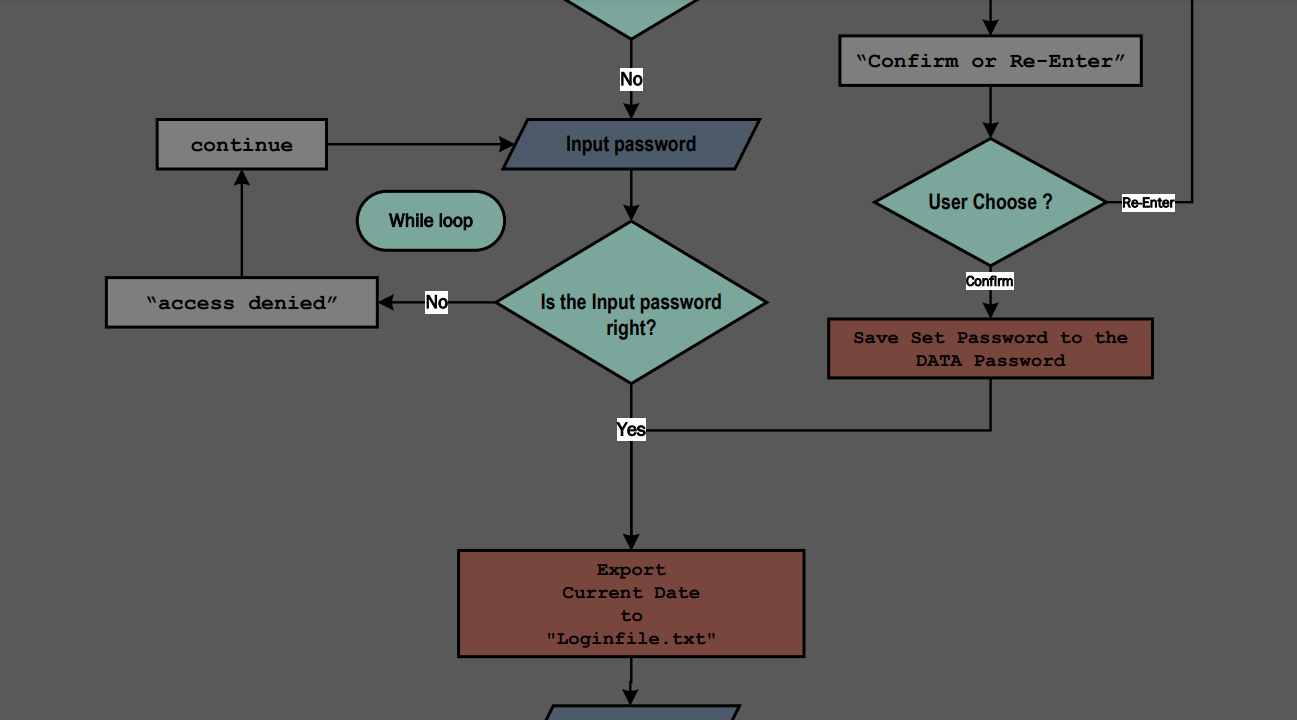 No
“Confirm or Re-Enter”
continue
Input password
User Choose ?
Re-Enter
While loop
Confirm
“access denied”
No
Is the Input password
right?
Save Set Password to the
DATA Password
Yes
Export
Current Date
to
"Loginfile.txt"